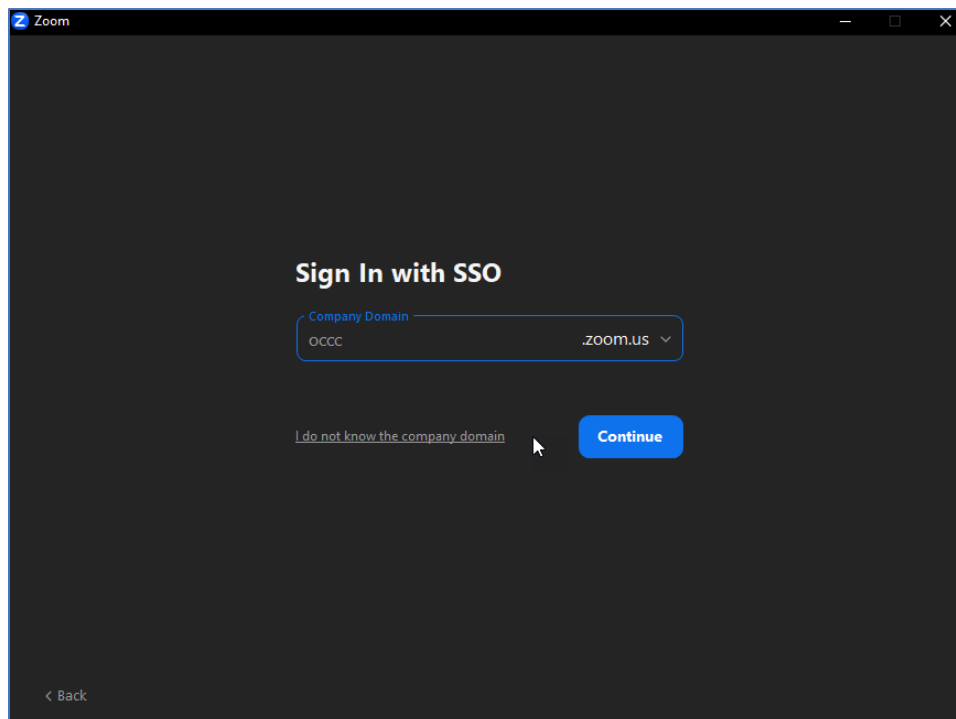 Zoom
Sign In with SSO
Company Domain
occc .zoom.us
I do not know the company domain Continue
Back